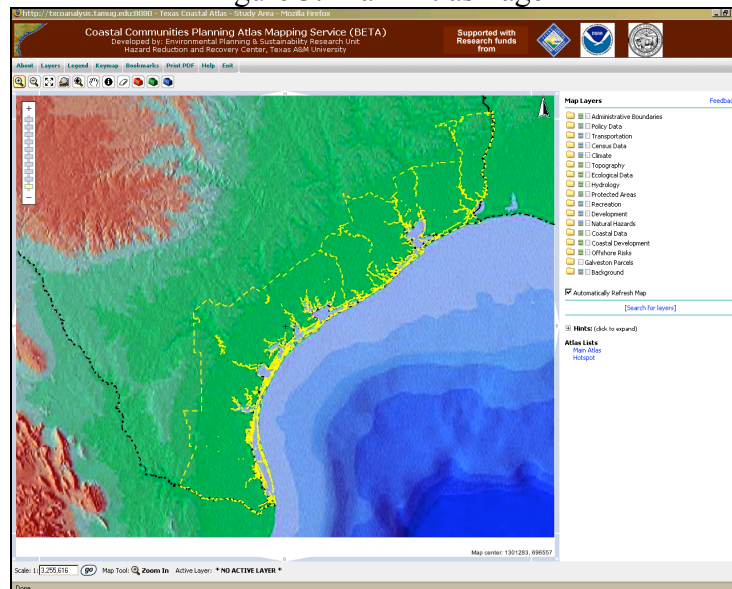 http://txcoanalysis.tamug.edu:8080 - Texas Coastal Atlas - Study Area - Mozilla Firefox
Coastal Communities Planning Atlas Mapping Service (BETA)
Developed by: Environmental Planning & Sustainability Research Unit
Hazard Reduction and Recovery Center, Texas A&M University
Supported with
Research funds
from
NOAA
About Layers Legend Keymap Bookmarks Print PDF Help Exit
Map Layers
Feedbac
Administrative Boundaries
Policy Data
Transportation
Census Data
Climate
Topography
Ecological Data
Hydrology
Protected Areas
Recreation
Development
Natural Hazards
Coastal Data
Coastal Development
Offshore Risks
Galveston Parcels
Background
Automatically Refresh Map
[Search for layers]
Hints: (click to expand)
Atlas Lists
Main Atlas
Hotspot
Map center: 1301283, 696557
Scale: 1: 3,255,616 go Map Tool: Zoom In Active Layer: * NO ACTIVE LAYER *
Done